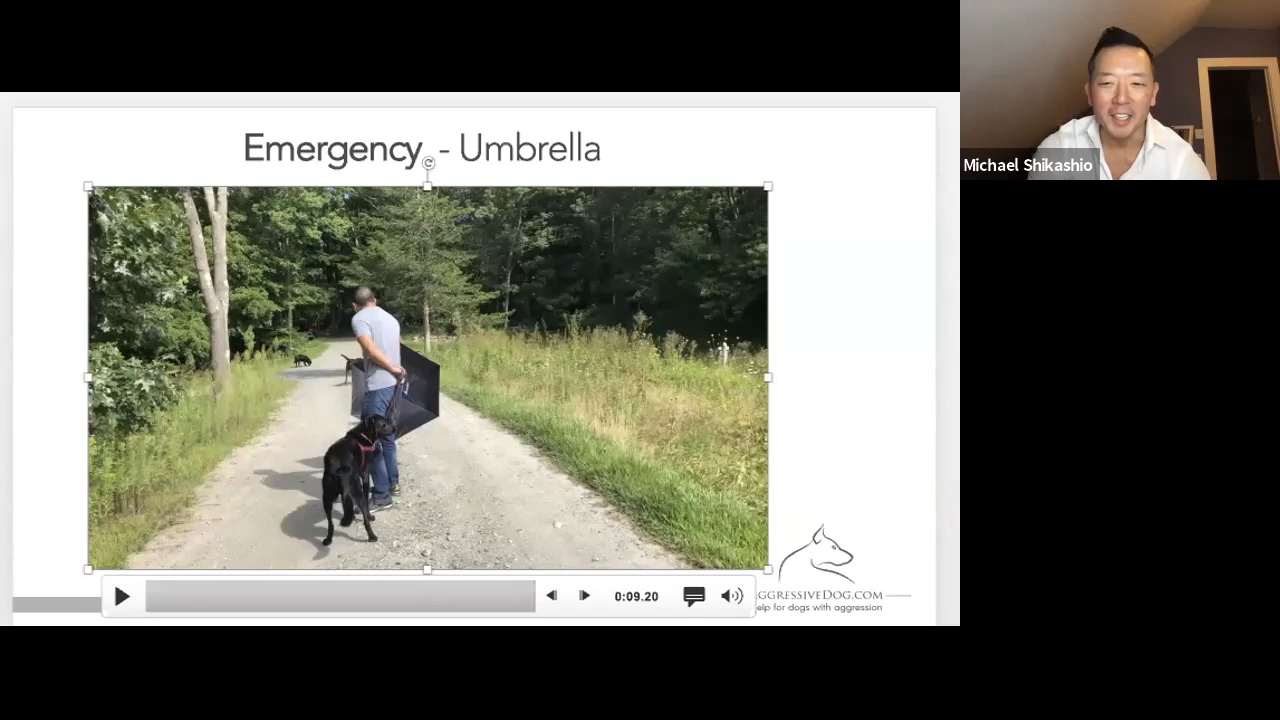 Emergency - Umbrella
Michael Shikashio
0:09.20
GGRESSIVEDOG.COM
elp for dogs with aggression